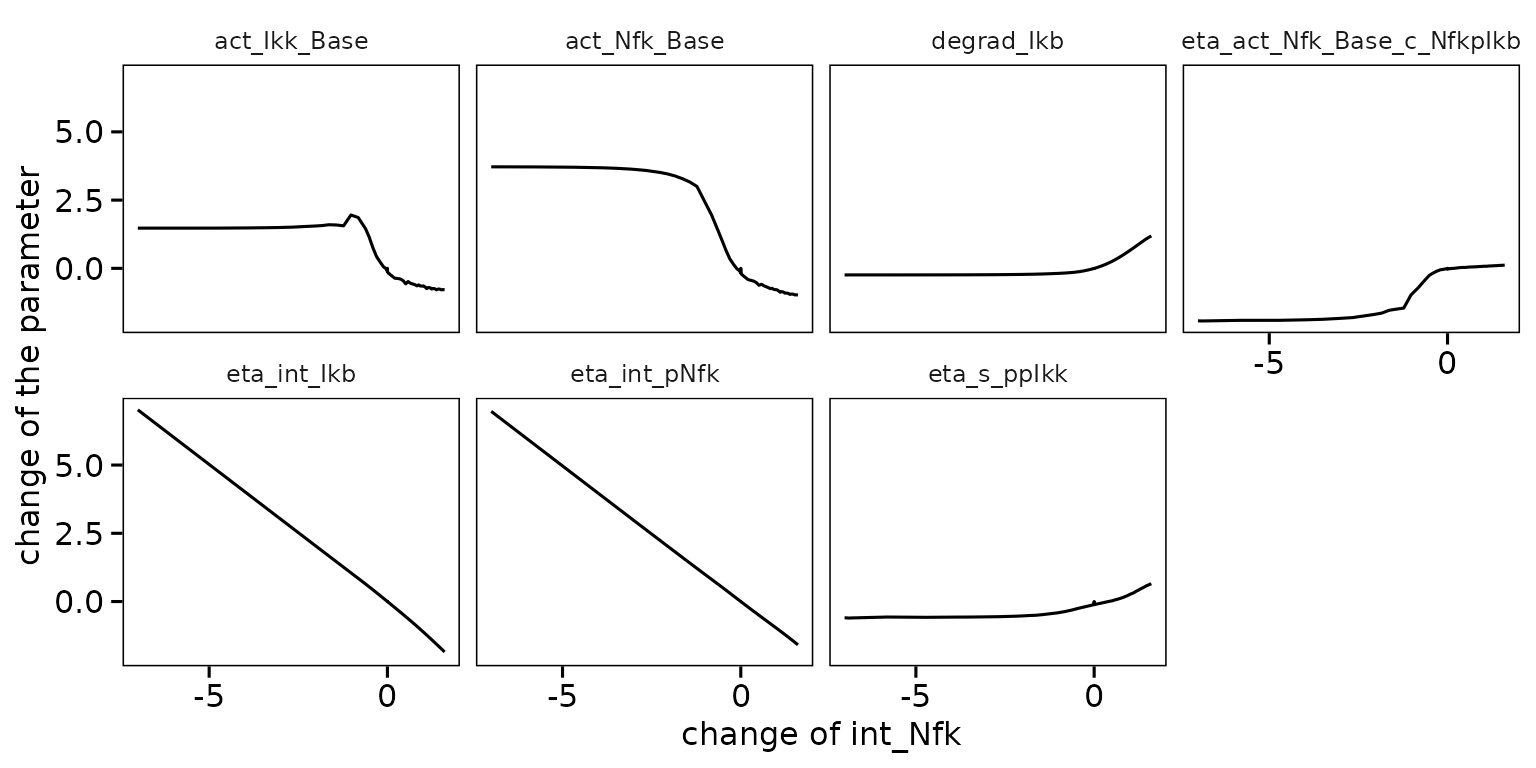 act_Ikk_Base act_Nfk_Base degrad_Ikb eta_act_Nfk_Base_c_NfkpIkb
5.0
2.5
0.0
-5 0
eta_int_Ikb eta_int_pNfk eta_s_ppIkk
5.0
2.5
0.0
-5 0 -5 0 -5 0
change of int_Nfk
change of the parameter